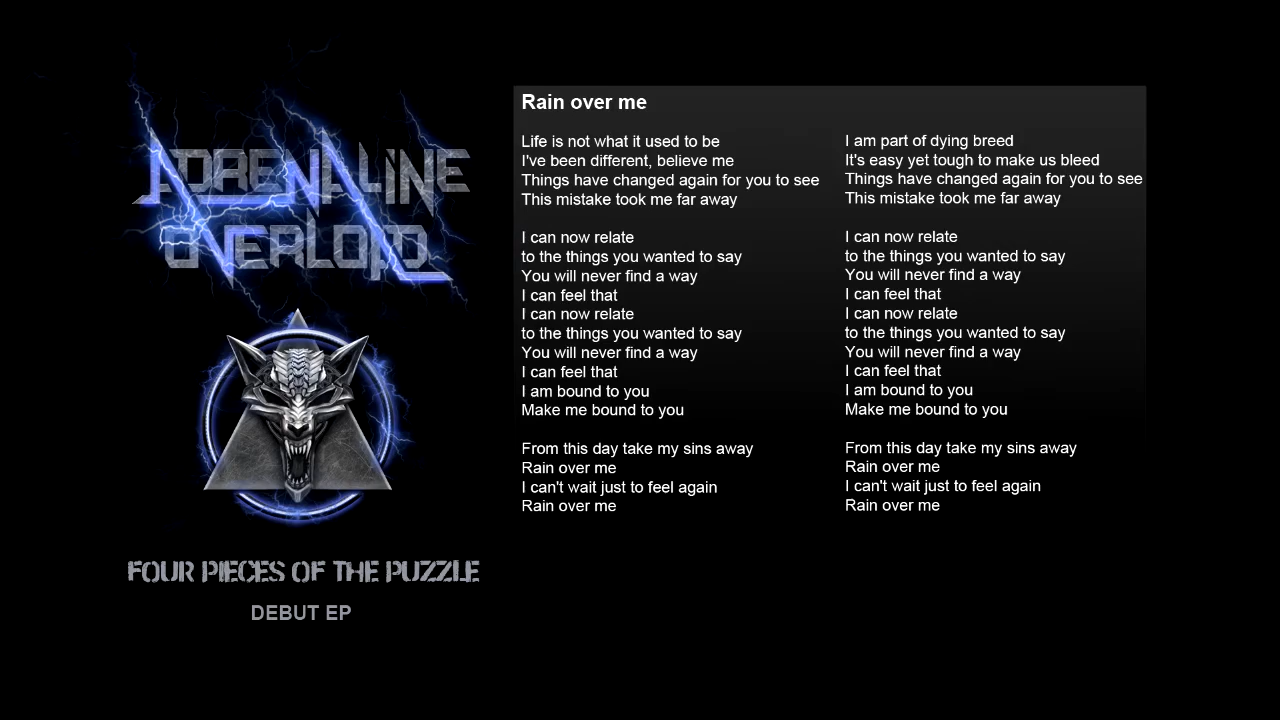 ADRENALINE
OVERLOAD
FOUR PIECES OF THE PUZZLE
DEBUT EP
Rain over me
Life is not what it used to be
I've been different, believe me
Things have changed again for you to see
This mistake took me far away
I can now relate
to the things you wanted to say
You will never find a way
I can feel that
I can now relate
to the things you wanted to say
You will never find a way
I can feel that
I am bound to you
Make me bound to you
From this day take my sins away
Rain over me
I can't wait just to feel again
Rain over me
I am part of dying breed
It's easy yet tough to make us bleed
Things have changed again for you to see
This mistake took me far away
I can now relate
to the things you wanted to say
You will never find a way
I can feel that
I can now relate
to the things you wanted to say
You will never find a way
I can feel that
I am bound to you
Make me bound to you
From this day take my sins away
Rain over me
I can't wait just to feel again
Rain over me